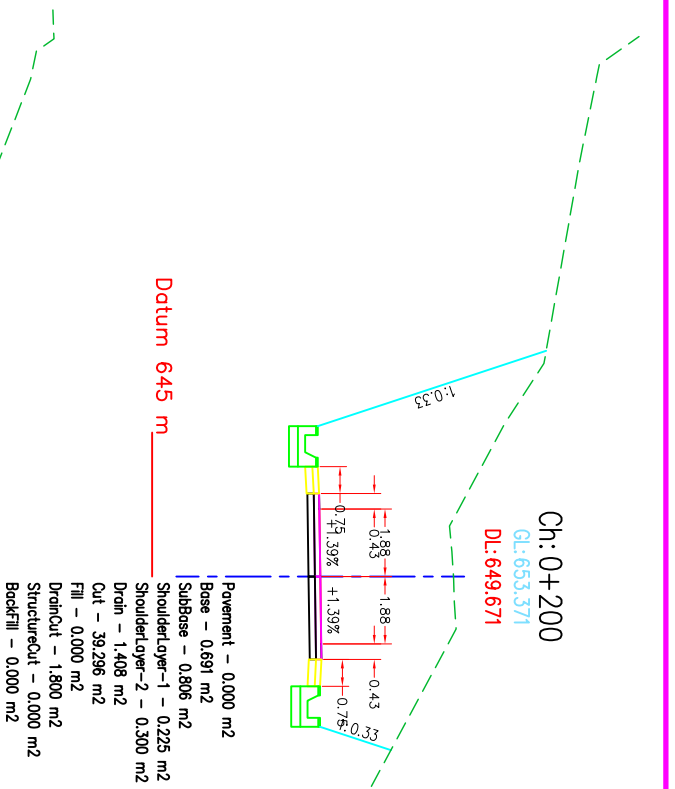 Ch: 0+200
GL: 653.371
DL: 649.671
1:0.33
0.75
0.43
1.88
1.88
0.43
0.75
+1.39%
+1.39%
1:0.33
Datum 645 m
Pavement - 0.000 m2
Base - 0.691 m2
SubBase - 0.806 m2
ShoulderLayer-1 - 0.225 m2
ShoulderLayer-2 - 0.300 m2
Drain - 1.408 m2
Cut - 39.296 m2
Fill - 0.000 m2
DrainCut - 1.800 m2
StructureCut - 0.000 m2
BackFill - 0.000 m2